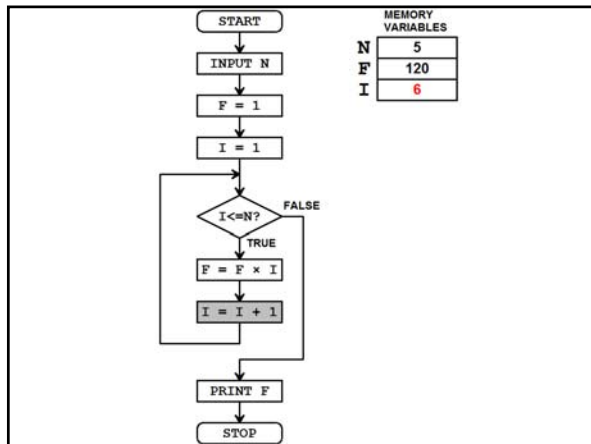 START
INPUT N
F = 1
I = 1
I<=N?
FALSE
TRUE
F = F × I
I = I + 1
PRINT F
STOP
MEMORY
VARIABLES
N 5
F 120
I 6